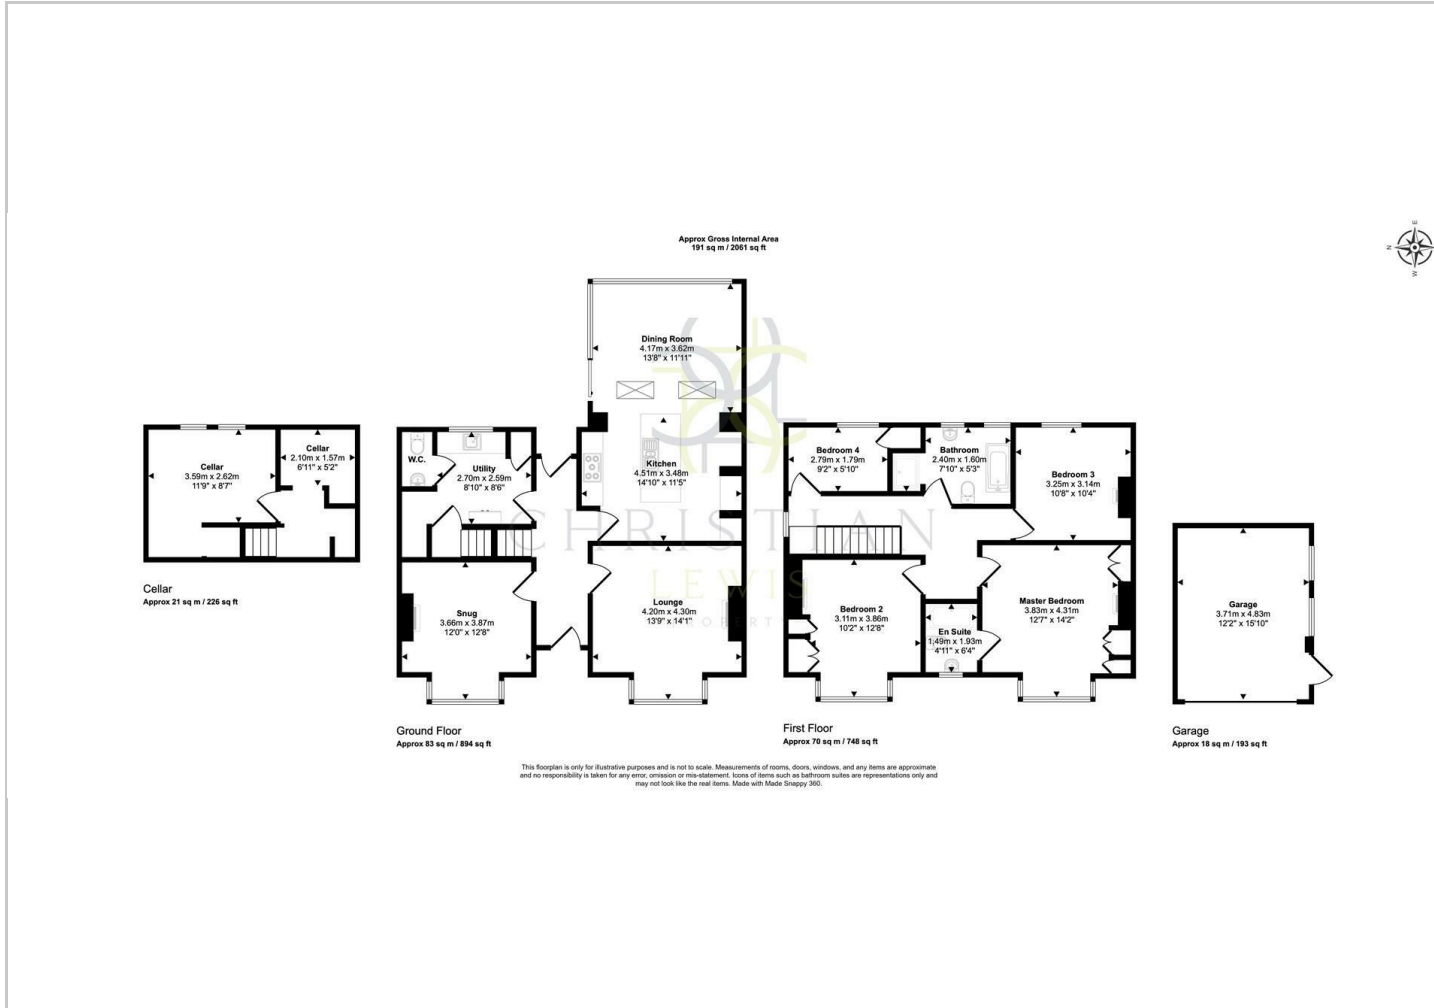 Approx Gross Internal Area
191 sq m / 2061 sq ft
E
N
W
Dining Room
4.17m x 3.62m
13'8" x 11'11"
Kitchen
4.51m x 3.48m
14'10" x 11'5"
Cellar
3.59m x 2.62m
11'9" x 8'7"
Cellar
2.10m x 1.57m
6'11" x 5'2"
Cellar
Approx 21 sq m / 226 sq ft
W.C.
Utility
2.70m x 2.59m
8'10" x 8'6"
Snug
3.66m x 3.87m
12'0" x 12'8"
Lounge
4.20m x 4.30m
13'9" x 14'1"
Ground Floor
Approx 83 sq m / 894 sq ft
CHRISTIAN
LEWIS
PROPERTY
Bedroom 4
2.79m x 1.79m
9'2" x 5'10"
Bathroom
2.40m x 1.60m
7'10" x 5'3"
Bedroom 3
3.25m x 3.14m
10'8" x 10'4"
Bedroom 2
3.11m x 3.86m
10'2" x 12'8"
En Suite
1.49m x 1.93m
4'11" x 6'4"
Master Bedroom
3.83m x 4.31m
12'7" x 14'2"
First Floor
Approx 70 sq m / 748 sq ft
Garage
3.71m x 4.83m
12'2" x 15'10"
Garage
Approx 18 sq m / 193 sq ft
This floorplan is only for illustrative purposes and is not to scale. Measurements of rooms, doors, windows, and any items are approximate
and no responsibility is taken for any error, omission or mis-statement. Icons of items such as bathroom suites are representations only and
may not look like the real items. Made with Made Snappy 360.